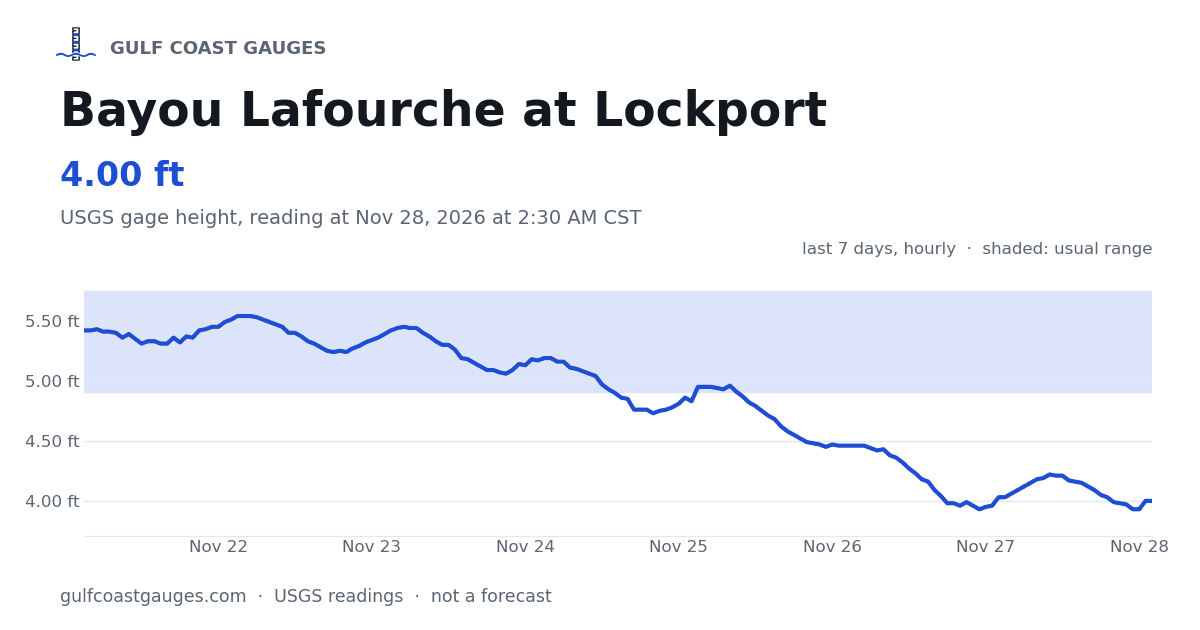 GULF COAST GAUGES
Bayou Lafourche at Lockport
4.00 ft
USGS gage height, reading at Nov 28, 2026 at 2:30 AM CST
last 7 days, hourly · shaded: usual range
5.50 ft
5.00 ft
4.50 ft
4.00 ft
Nov 22 Nov 23 Nov 24 Nov 25 Nov 26 Nov 27 Nov 28
gulfcoastgauges.com · USGS readings · not a forecast